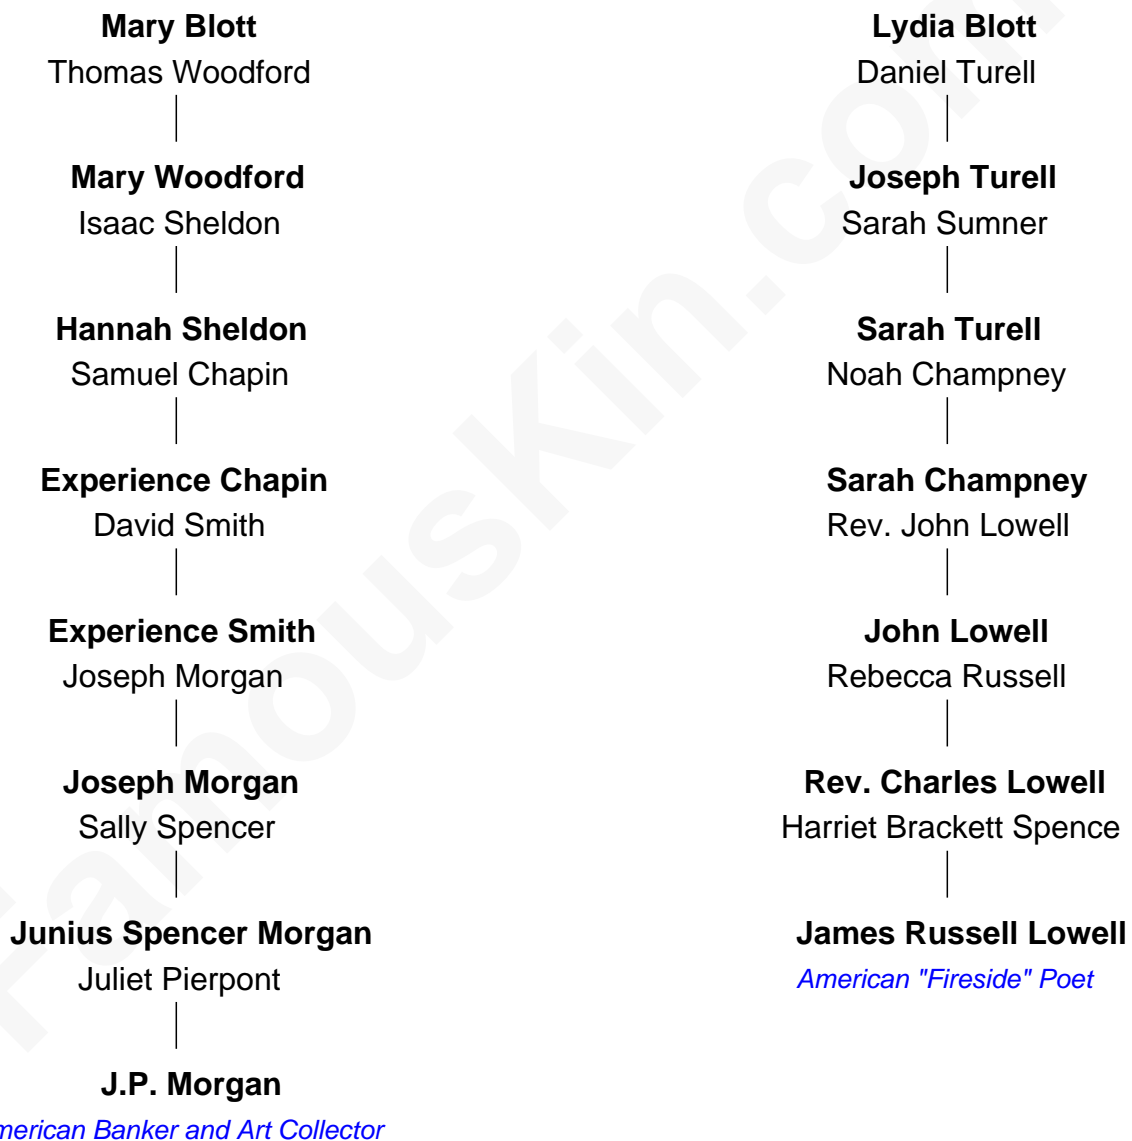 Mary Blott
Thomas Woodford
Mary Woodford
Isaac Sheldon
Hannah Sheldon
Samuel Chapin
Experience Chapin
David Smith
Experience Smith
Joseph Morgan
Joseph Morgan
Sally Spencer
Junius Spencer Morgan
Juliet Pierpont
J.P. Morgan
merican Banker and Art Collector
Lydia Blott
Daniel Turell
Joseph Turell
Sarah Sumner
Sarah Turell
Noah Champney
Sarah Champney
Rev. John Lowell
John Lowell
Rebecca Russell
Rev. Charles Lowell
Harriet Brackett Spence
James Russell Lowell
American "Fireside" Poet
FamousKin.com